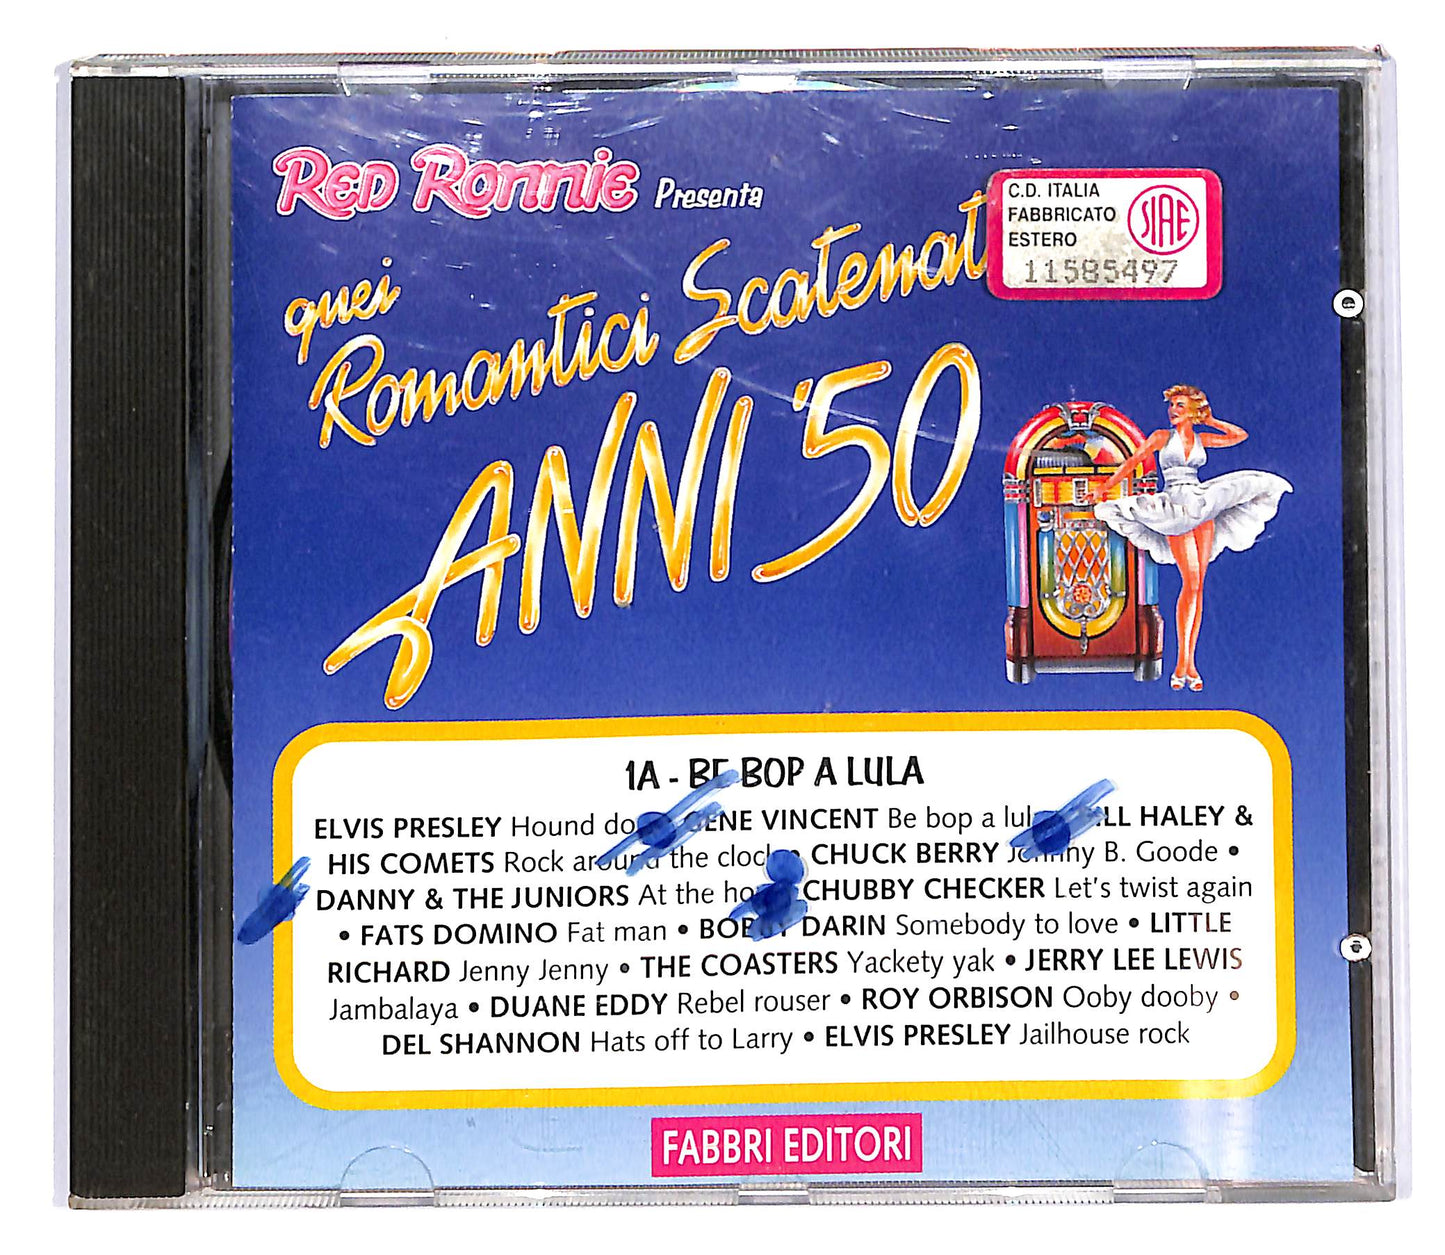 RED RONNIE Presenta
quei
Romantici Scatenat
ANNI '50
C.D. ITALIA
FABBRICATO
ESTERO
SIAE
11585497
1A - BE BOP A LULA
ELVIS PRESLEY Hound do GENE VINCENT Be bop a lul ILL HALEY &
HIS COMETS Rock around the clock • CHUCK BERRY Johnny B. Goode •
DANNY & THE JUNIORS At the ho CHUBBY CHECKER Let's twist again
• FATS DOMINO Fat man • BOBBY DARIN Somebody to love • LITTLE
RICHARD Jenny Jenny • THE COASTERS Yackety yak • JERRY LEE LEWIS
Jambalaya • DUANE EDDY Rebel rouser • ROY ORBISON Ooby dooby •
DEL SHANNON Hats off to Larry • ELVIS PRESLEY Jailhouse rock
FABBRI EDITORI